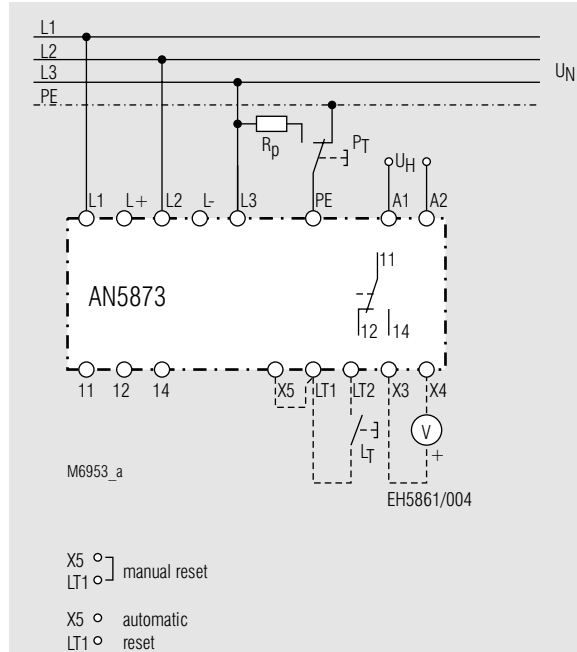 L1
L2
L3
UN
PE
Rp
PT
UH
L1 L+ L2 L- L3 PE A1 A2
AN5873
11
12 14
11 12 14 X5 LT1 LT2 X3 X4
V
LT
+
M6953_a
EH5861/004
X5
manual reset
LT1
X5 automatic
LT1 reset